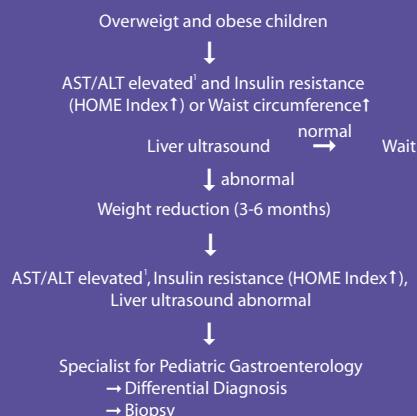 Overweigt and obese children
↓
AST/ALT elevated¹ and Insulin resistance
(HOME Index↑) or Waist circumference↑
normal
Liver ultrasound → Wait
↓ abnormal
Weight reduction (3-6 months)
↓
AST/ALT elevated¹, Insulin resistance (HOME Index↑),
Liver ultrasound abnormal
↓
Specialist for Pediatric Gastroenterology
→ Differential Diagnosis
→ Biopsy